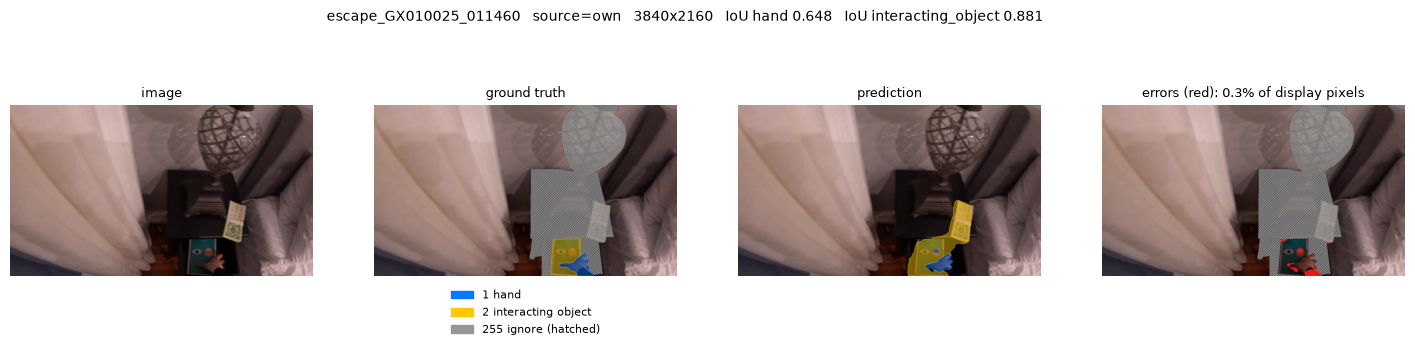 escape_GX010025_011460 source=own 3840x2160 IoU hand 0.648 IoU interacting_object 0.881
image
ground truth
prediction
errors (red): 0.3% of display pixels
1 hand
2 interacting object
255 ignore (hatched)